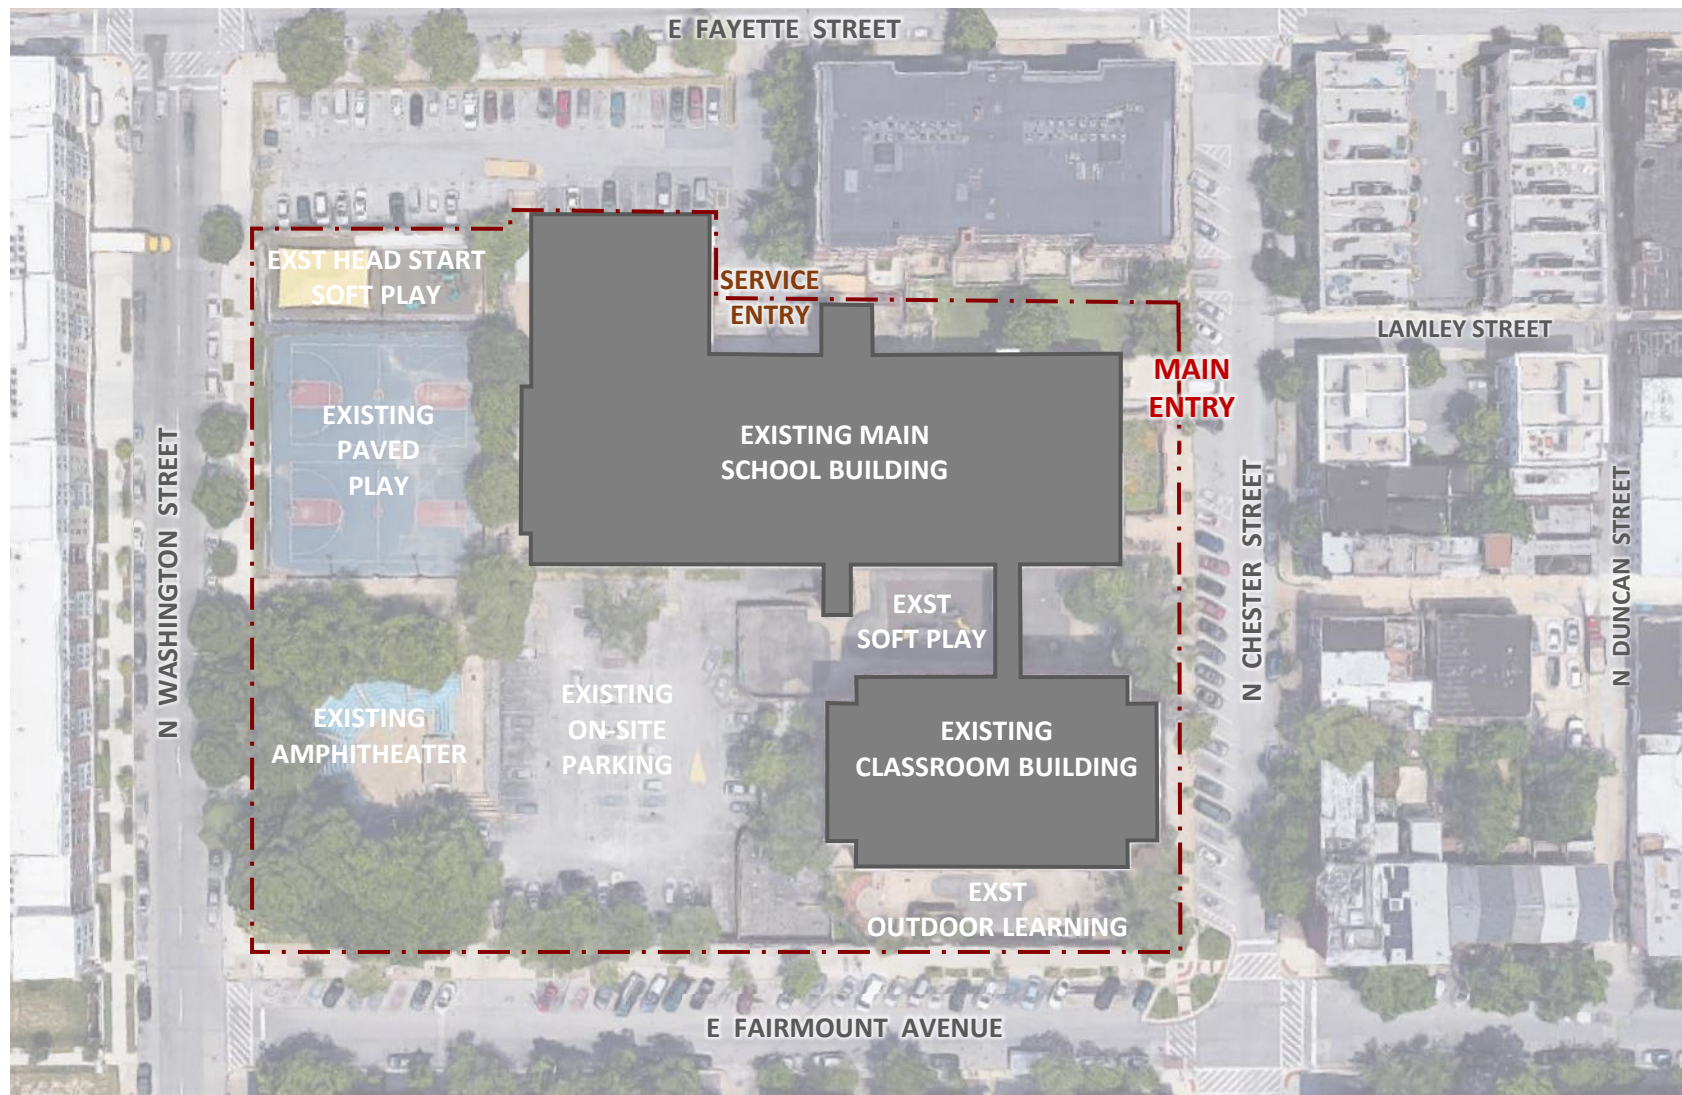 E FAYETTE STREET
EXST HEAD START
SOFT PLAY
SERVICE
ENTRY
LAMLEY STREET
MAIN
ENTRY
EXISTING
PAVED
PLAY
EXISTING MAIN
SCHOOL BUILDING
N WASHINGTON STREET
N CHESTER STREET
N DUNCAN STREET
EXST
SOFT PLAY
EXISTING
AMPHITHEATER
EXISTING
ON-SITE
PARKING
EXISTING
CLASSROOM BUILDING
EXST
OUTDOOR LEARNING
E FAIRMOUNT AVENUE